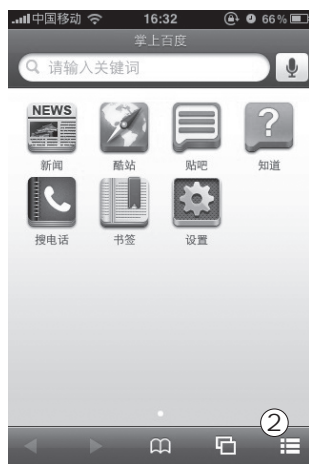 中国移动 16:32 66%
掌上百度
请输入关键词
NEWS
新闻 酷站 贴吧 知道
搜电话 书签 设置
②